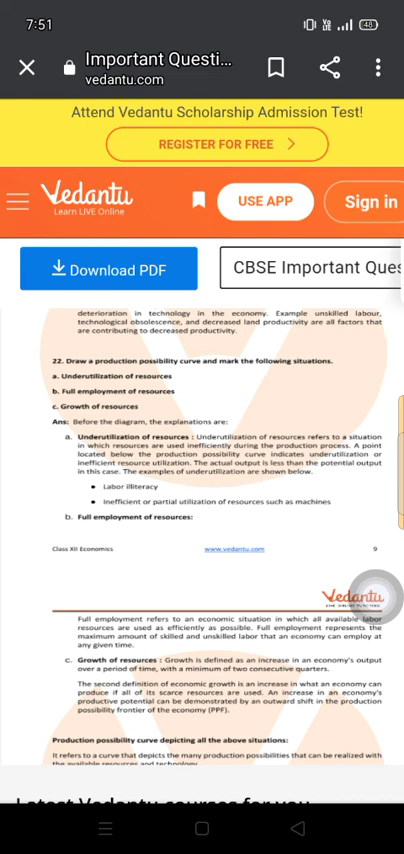 7:51
Vo
LTE
48
Important Questi...
vedantu.com
Attend Vedantu Scholarship Admission Test!
REGISTER FOR FREE
Vedantu
Learn LIVE Online
USE APP
Sign in
Download PDF
CBSE Important Ques
deterioration in technology in the economy. Example unskilled labour,
technological obsolescence, and decreased land productivity are all factors that
are contributing to decreased productivity.
22. Draw a production possibility curve and mark the following situations.
a. Underutilization of resources
b. Full employment of resources
c. Growth of resources
Ans: Before the diagram, the explanations are:
a. Underutilization of resources : Underutilization of resources refers to a situation
in which resources are used inefficiently during the production process. A point
located below the production possibility curve indicates underutilization or
inefficient resource utilization. The actual output is less than the potential output
in this case. The examples of underutilization are shown below.
• Labor illiteracy
• Inefficient or partial utilization of resources such as machines
b. Full employment of resources:
Class XII Economics www.vedantu.com 9
Vedantu
Full employment refers to an economic situation in which all available labor
resources are used as efficiently as possible. Full employment represents the
maximum amount of skilled and unskilled labor that an economy can employ at
any given time.
c. Growth of resources : Growth is defined as an increase in an economy's output
over a period of time, with a minimum of two consecutive quarters.
The second definition of economic growth is an increase in what an economy can
produce if all of its scarce resources are used. An increase in an economy's
productive potential can be demonstrated by an outward shift in the production
possibility frontier of the economy (PPF).
Production possibility curve depicting all the above situations:
It refers to a curve that depicts the many production possibilities that can be realized with
the available resources and technology.
Latest Vedantu courses for you